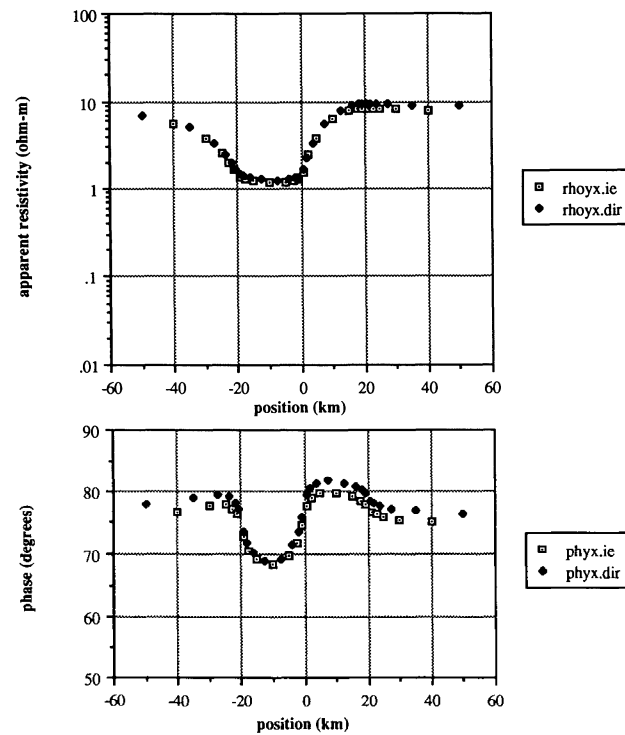 100
10
1
.1
.01
apparent resistivity (ohm-m)
-60 -40 -20 0 20 40 60
position (km)
rhoyx.ie
rhoyx.dir
90
80
70
60
50
phase (degrees)
-60 -40 -20 0 20 40 60
position (km)
phyx.ie
phyx.dir